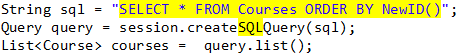 String sql = "SELECT * FROM Courses ORDER BY NewID()";
Query query = session.createSQLQuery(sql);
List<Course> courses =  query.list();